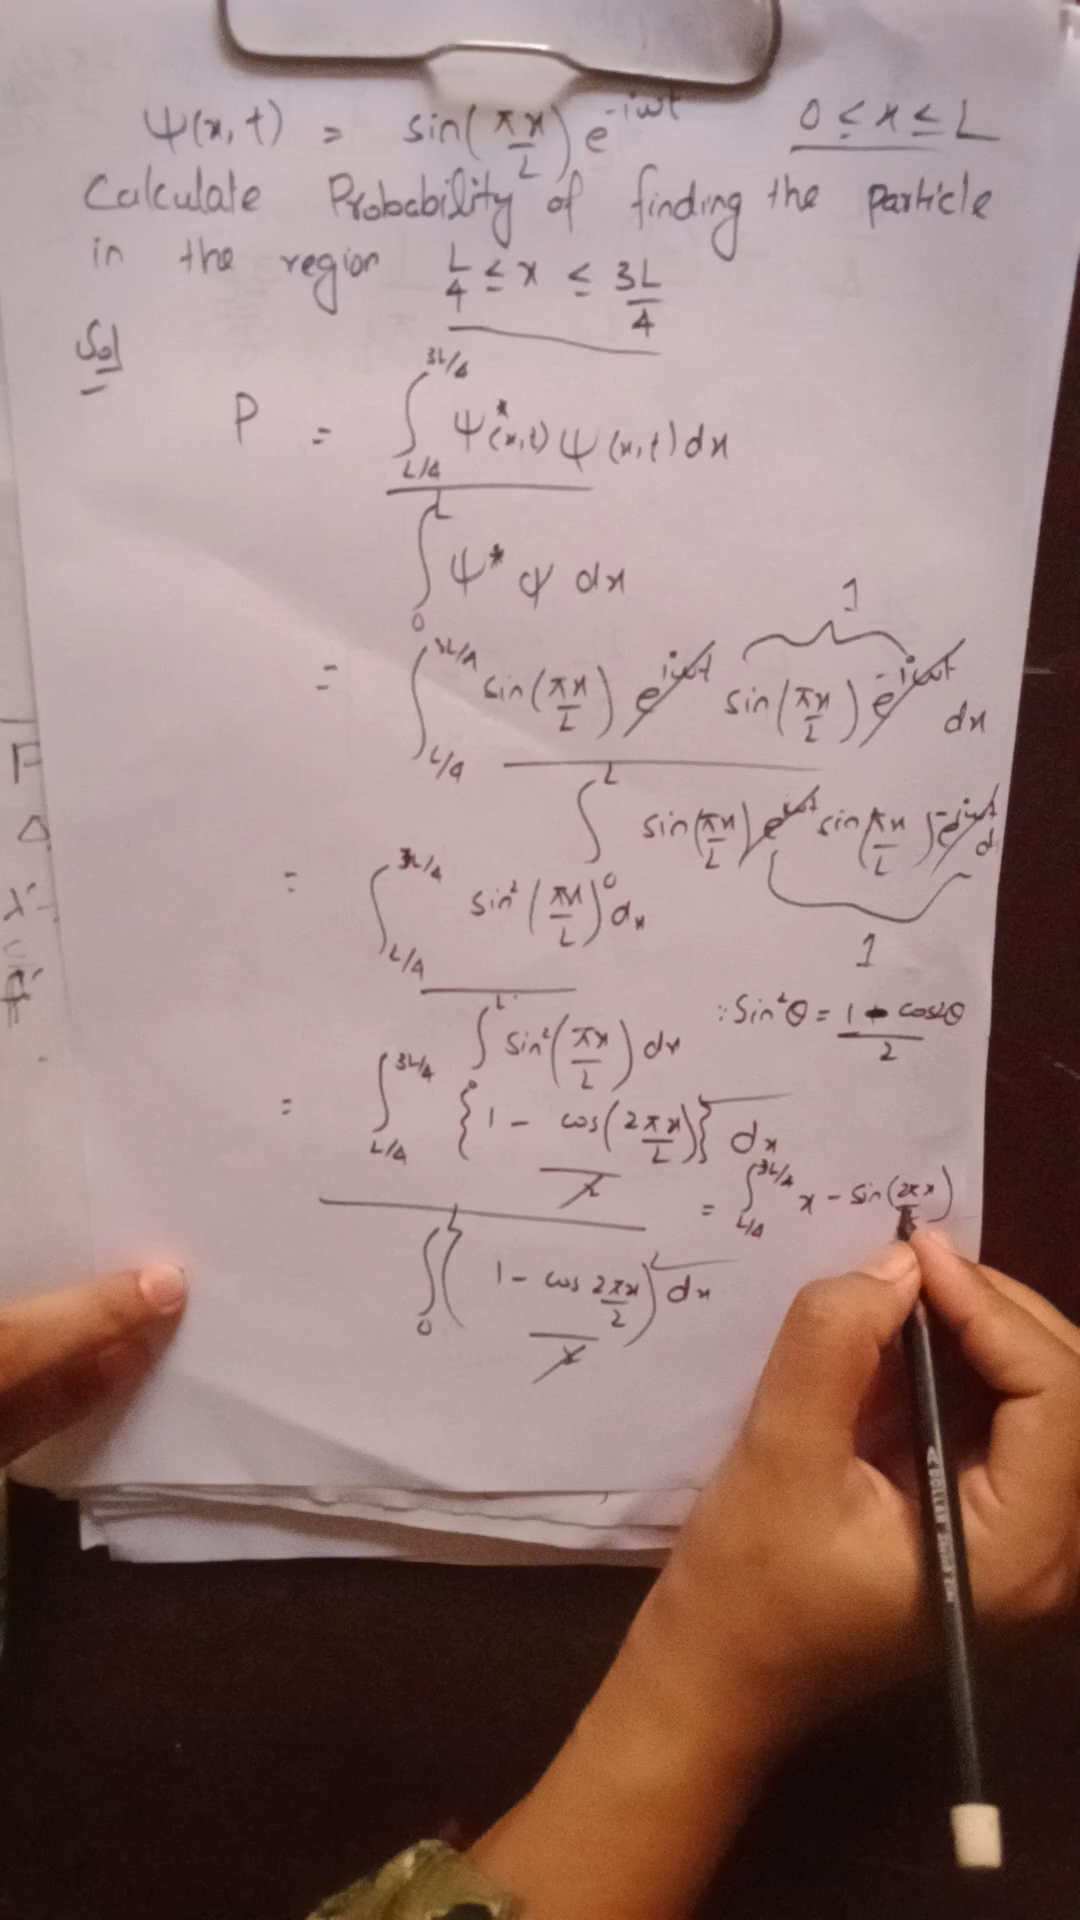 ψ(x, t) = sin(πx/L) e^-iωt   0 ≤ x ≤ L
Calculate Probability of finding the particle
in the region L/4 ≤ x ≤ 3L/4
Sol
P = ∫_{L/4}^{3L/4} ψ*(x,t) ψ(x,t) dx
∫_0^L ψ* ψ dx
1
= ∫_{L/4}^{3L/4} sin(πx/L) e^iωt sin(πx/L) e^-iωt dx
∫_0^L sin(πx/L) e^iωt sin(πx/L) e^-iωt d
1
= ∫_{L/4}^{3L/4} sin²(πx/L) dx
∫_0^L sin²(πx/L) dx   ∵ Sin²θ = 1 - cos2θ / 2
= ∫_{L/4}^{3L/4} {1 - cos(2πx/L)} / 2 dx
= ∫_{L/4}^{3L/4} x - sin(2πx/L)
∫_0^L (1 - cos 2πx/2) / 2 dx